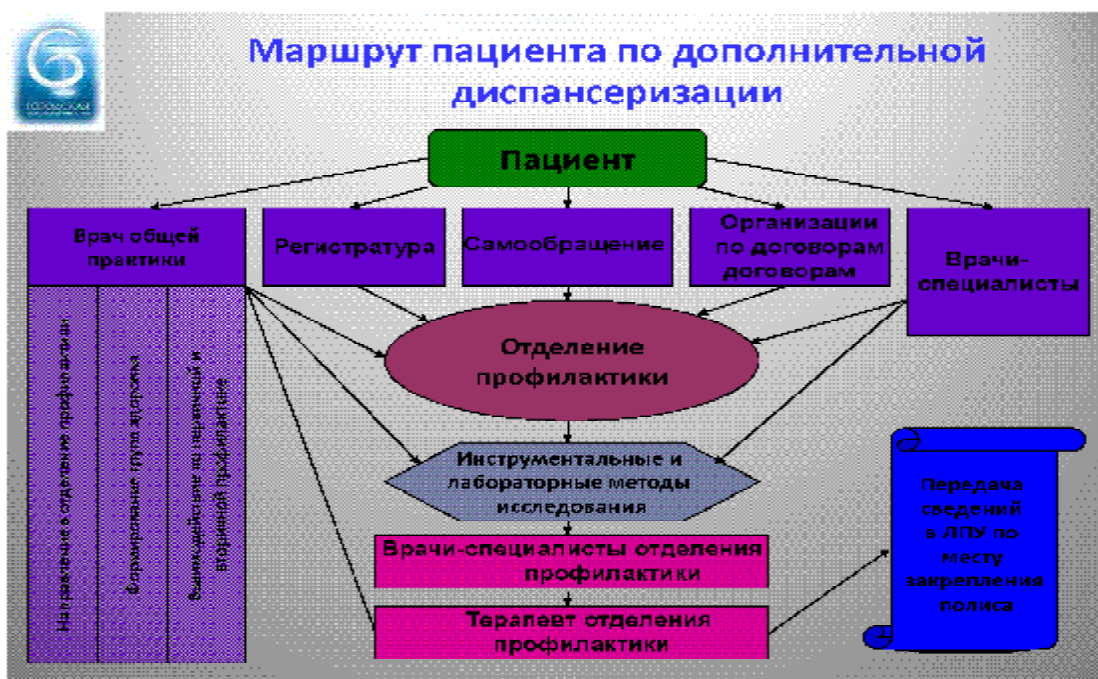 ГОРОДСКАЯ
Маршрут пациента по дополнительной
диспансеризации
Пациент
Врач общей
практики
Регистратура
Самообращение
Организации
по договорам
договорам
Врачи-
специалисты
Направление в отделение профилактики
Формирование групп здоровья
Взаимодействие по первичной и
вторичной профилактике
Отделение
профилактики
Инструментальные и
лабораторные методы
исследования
Врачи-специалисты отделения
профилактики
Терапевт отделения
профилактики
Передача
сведений
в ЛПУ по
месту
закрепления
полиса